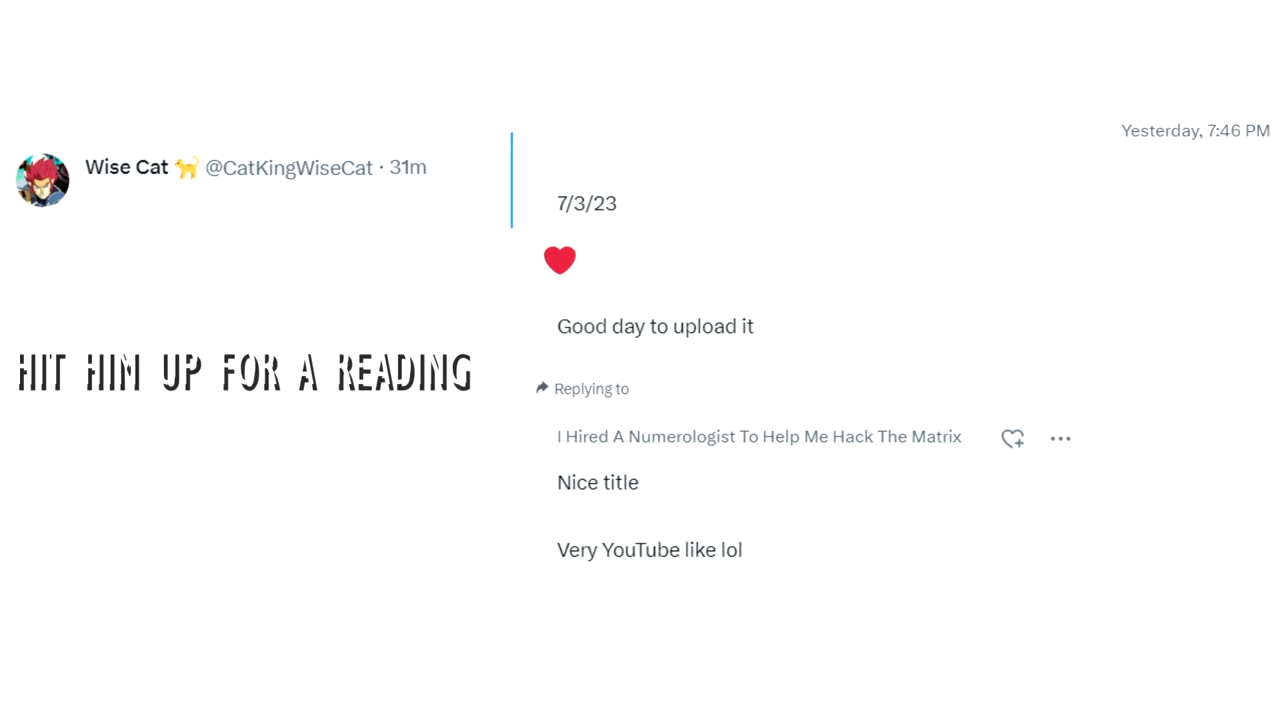 Yesterday, 7:46 PM
Wise Cat 🐈 @CatKingWiseCat · 31m
7/3/23
❤️
Good day to upload it
HIT HIM UP FOR A READING
Replying to
I Hired A Numerologist To Help Me Hack The Matrix
Nice title
Very YouTube like lol